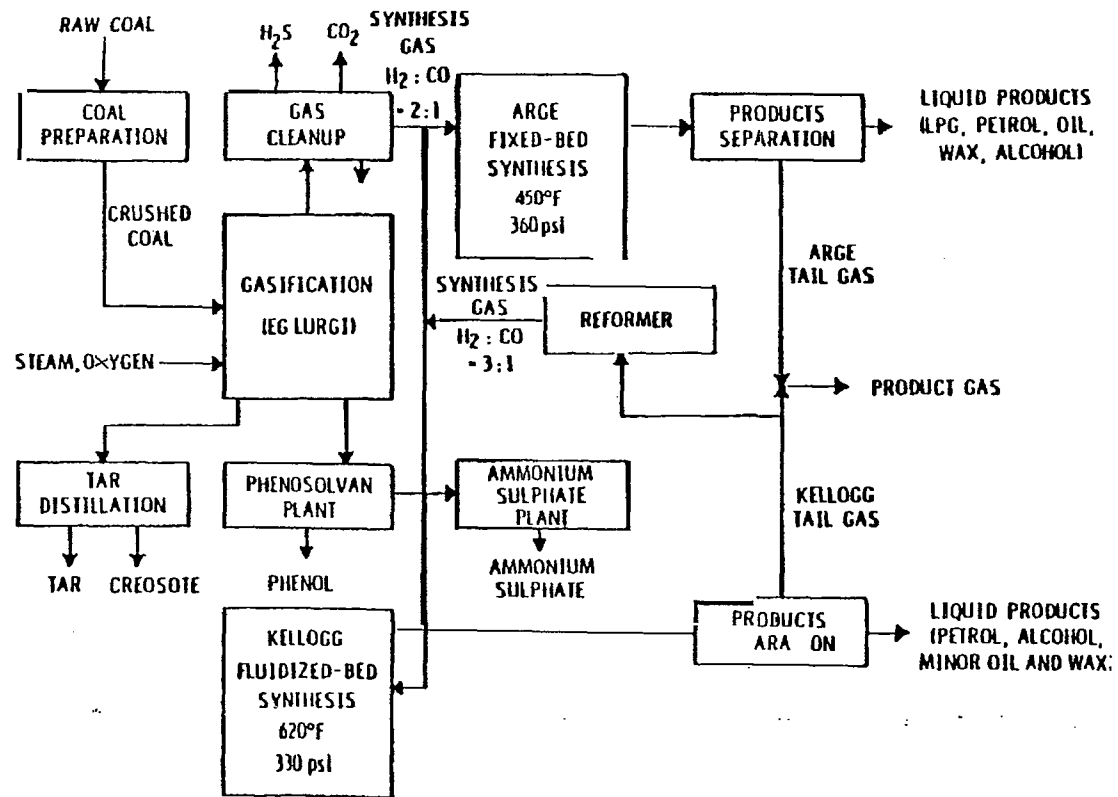 RAW COAL
COAL
PREPARATION
CRUSHED
COAL
H2S
CO2
GAS
CLEANUP
SYNTHESIS
GAS
H2 : CO
- 2:1
ARGE
FIXED-BED
SYNTHESIS
450°F
360 psi
PRODUCTS
SEPARATION
LIQUID PRODUCTS
(LPG, PETROL, OIL,
WAX, ALCOHOL)
ARGE
TAIL GAS
GASIFICATION
(EG LURGI)
STEAM, OXYGEN
SYNTHESIS
GAS
H2 : CO
- 3:1
REFORMER
PRODUCT GAS
TAR
DISTILLATION
TAR
CREOSOTE
PHENOSOLVAN
PLANT
PHENOL
AMMONIUM
SULPHATE
PLANT
AMMONIUM
SULPHATE
KELLOGG
TAIL GAS
KELLOGG
FLUIDIZED-BED
SYNTHESIS
620°F
330 psi
PRODUCTS
ARA ON
LIQUID PRODUCTS
(PETROL, ALCOHOL,
MINOR OIL AND WAX: